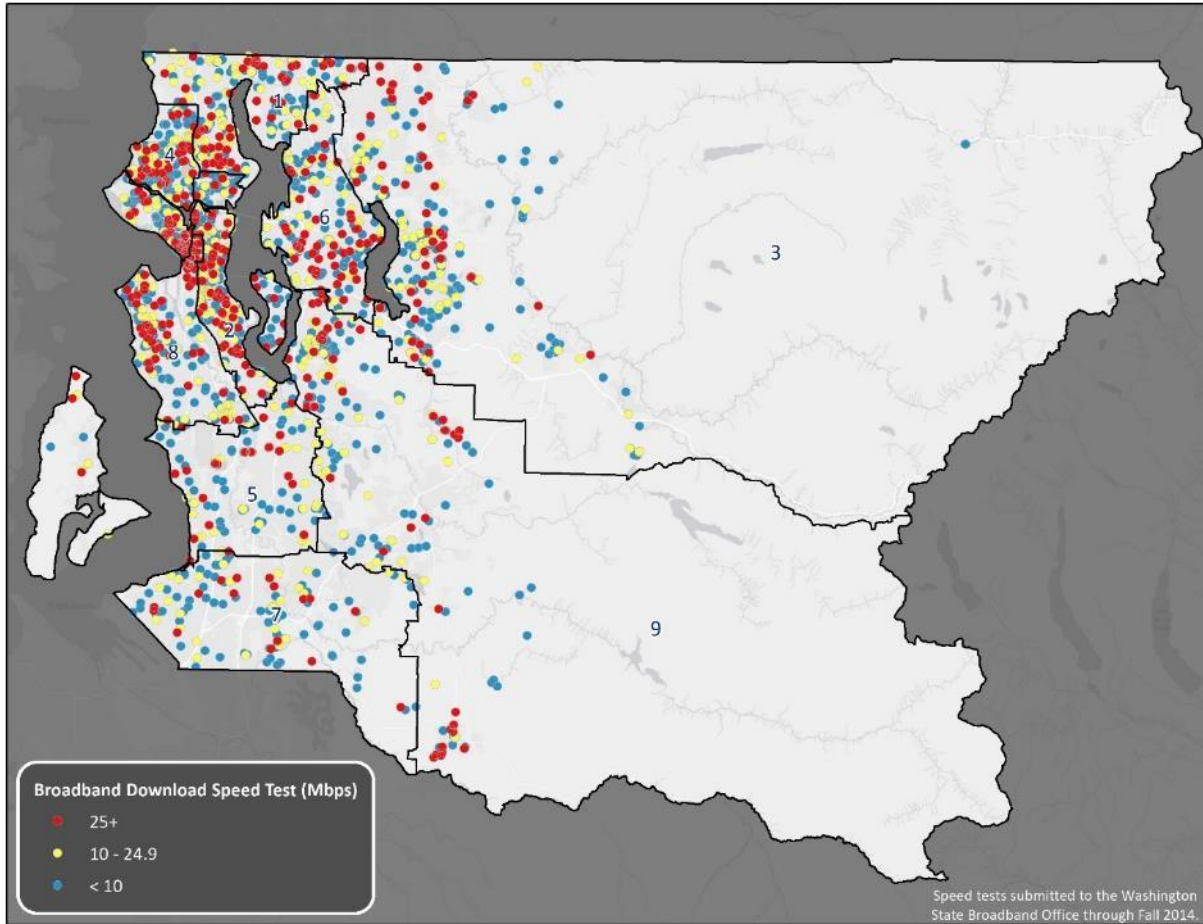 1
4
6
3
2
8
5
7
9
Broadband Download Speed Test (Mbps)
25+
10 - 24.9
< 10
Speed tests submitted to the Washington
State Broadband Office through Fall 2014.